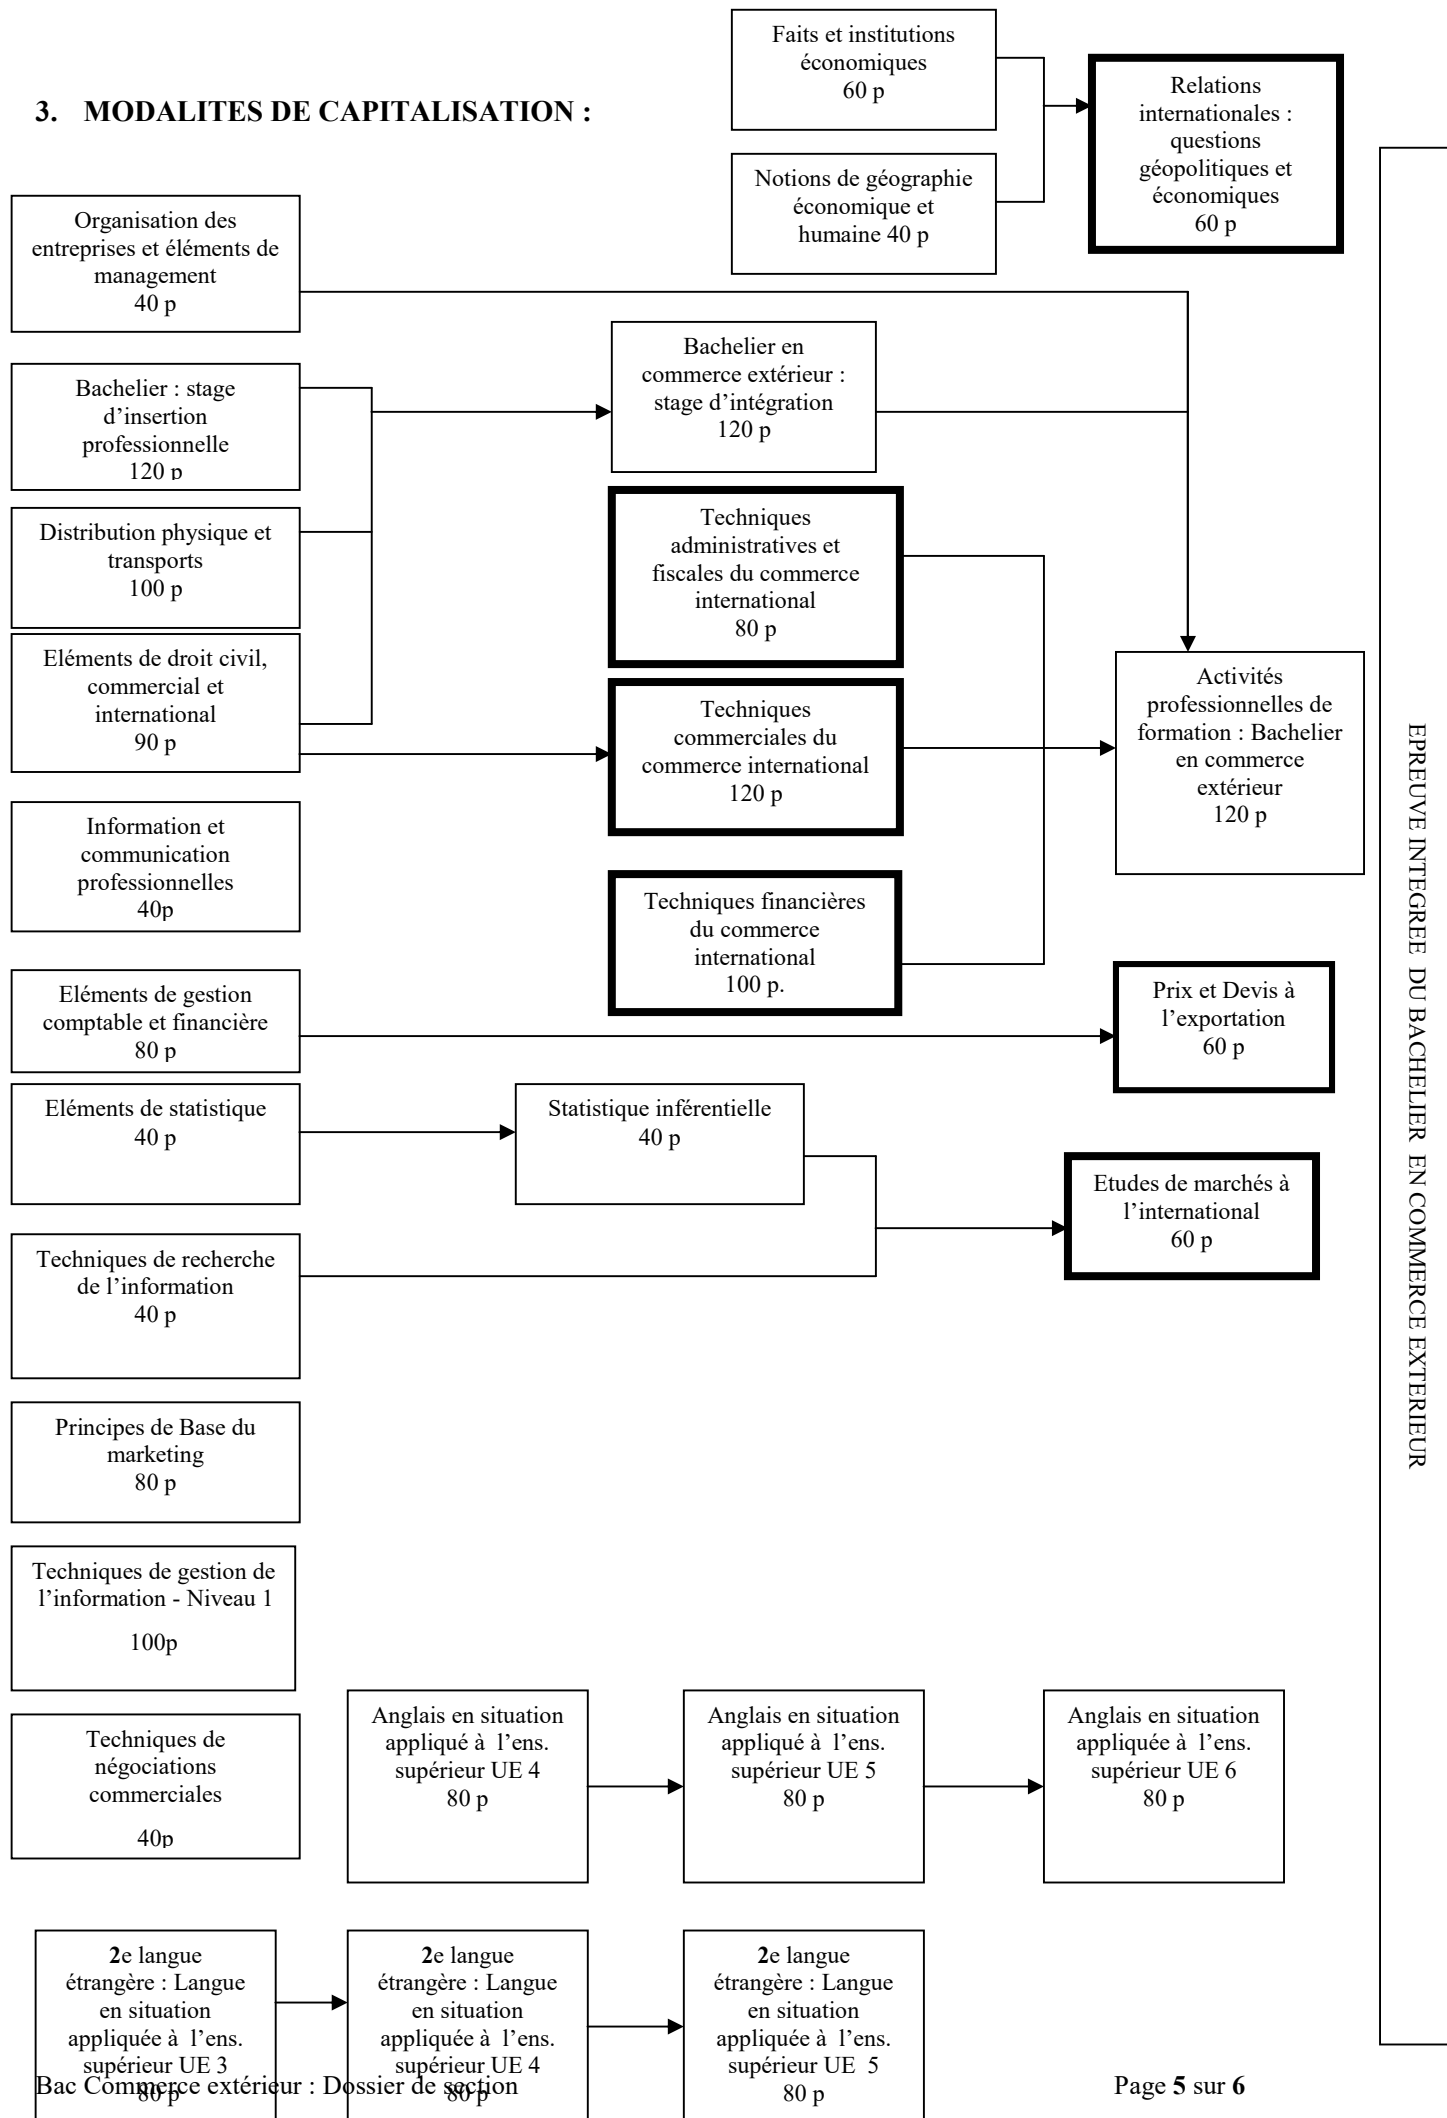 Faits et institutions
économiques
60 p
3. MODALITES DE CAPITALISATION :
Relations
internationales :
questions
géopolitiques et
économiques
60 p
Notions de géographie
économique et
humaine 40 p
Organisation des
entreprises et éléments de
management
40 p
Bachelier en
commerce extérieur :
stage d’intégration
120 p
Bachelier : stage
d’insertion
professionnelle
120 p
Techniques
administratives et
fiscales du commerce
international
80 p
Distribution physique et
transports
100 p
Eléments de droit civil,
commercial et
international
90 p
Techniques
commerciales du
commerce international
120 p
Activités
professionnelles de
formation : Bachelier
en commerce
extérieur
120 p
EPREUVE INTEGREE DU BACHELIER EN COMMERCE EXTERIEUR
Information et
communication
professionnelles
40p
Techniques financières
du commerce
international
100 p.
Eléments de gestion
comptable et financière
80 p
Prix et Devis à
l’exportation
60 p
Eléments de statistique
40 p
Statistique inférentielle
40 p
Etudes de marchés à
l’international
60 p
Techniques de recherche
de l’information
40 p
Principes de Base du
marketing
80 p
Techniques de gestion de
l’information - Niveau 1
100p
Techniques de
négociations
commerciales
40p
Anglais en situation
appliqué à l’ens.
supérieur UE 4
80 p
Anglais en situation
appliqué à l’ens.
supérieur UE 5
80 p
Anglais en situation
appliquée à l’ens.
supérieur UE 6
80 p
2e langue
étrangère : Langue
en situation
appliquée à l’ens.
supérieur UE 3
80 p
2e langue
étrangère : Langue
en situation
appliquée à l’ens.
supérieur UE 4
80 p
2e langue
étrangère : Langue
en situation
appliquée à l’ens.
supérieur UE 5
80 p
Bac Commerce extérieur : Dossier de section
Page 5 sur 6